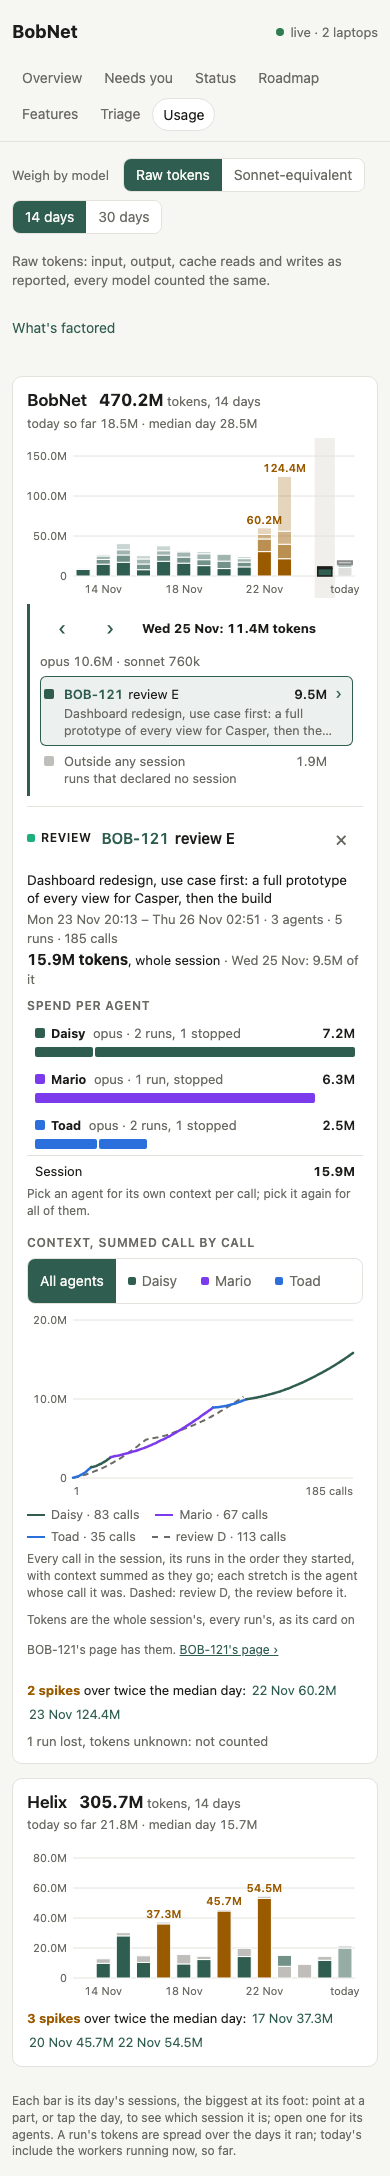 BobNet
live · 2 laptops
Overview Needs you Status Roadmap
Features Triage Usage
Weigh by model Raw tokens Sonnet-equivalent
14 days 30 days
Raw tokens: input, output, cache reads and writes as
reported, every model counted the same.
What's factored
BobNet 470.2M tokens, 14 days
today so far 18.5M · median day 28.5M
150.0M
124.4M
100.0M
60.2M
50.0M
0
14 Nov 18 Nov 22 Nov today
‹ › Wed 25 Nov: 11.4M tokens
opus 10.6M · sonnet 760k
BOB-121 review E 9.5M ›
Dashboard redesign, use case first: a full
prototype of every view for Casper, then the…
Outside any session 1.9M
runs that declared no session
REVIEW BOB-121 review E ×
Dashboard redesign, use case first: a full prototype
of every view for Casper, then the build
Mon 23 Nov 20:13 – Thu 26 Nov 02:51 · 3 agents · 5
runs · 185 calls
15.9M tokens, whole session · Wed 25 Nov: 9.5M of
it
SPEND PER AGENT
Daisy opus · 2 runs, 1 stopped 7.2M
Mario opus · 1 run, stopped 6.3M
Toad opus · 2 runs, 1 stopped 2.5M
Session 15.9M
Pick an agent for its own context per call; pick it again for
all of them.
CONTEXT, SUMMED CALL BY CALL
All agents Daisy Mario Toad
20.0M
10.0M
0
1 185 calls
Daisy · 83 calls Mario · 67 calls
Toad · 35 calls review D · 113 calls
Every call in the session, its runs in the order they started,
with context summed as they go; each stretch is the agent
whose call it was. Dashed: review D, the review before it.
Tokens are the whole session's, every run's, as its card on
BOB-121's page has them. BOB-121's page ›
2 spikes over twice the median day: 22 Nov 60.2M
23 Nov 124.4M
1 run lost, tokens unknown: not counted
Helix 305.7M tokens, 14 days
today so far 21.8M · median day 15.7M
80.0M
60.0M
54.5M
45.7M
40.0M
37.3M
20.0M
0
14 Nov 18 Nov 22 Nov today
3 spikes over twice the median day: 17 Nov 37.3M
20 Nov 45.7M 22 Nov 54.5M
Each bar is its day's sessions, the biggest at its foot: point at a
part, or tap the day, to see which session it is; open one for its
agents. A run's tokens are spread over the days it ran; today's
include the workers running now, so far.